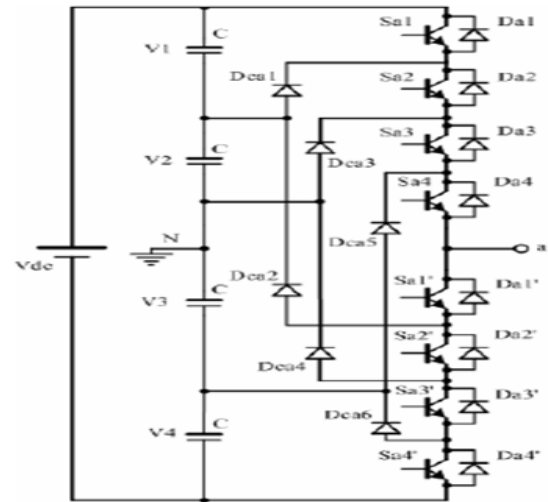 Sa1 Da1
C
V1
Dca1 Sa2 Da2
C
V2 Sa3 Da3
Dca3
Sa4 Da4
N Dca5
Vdc a
C Dca2 Sa1' Da1'
V3
Sa2' Da2'
Dca4
Sa3' Da3'
C Dca6
V4
Sa4' Da4'